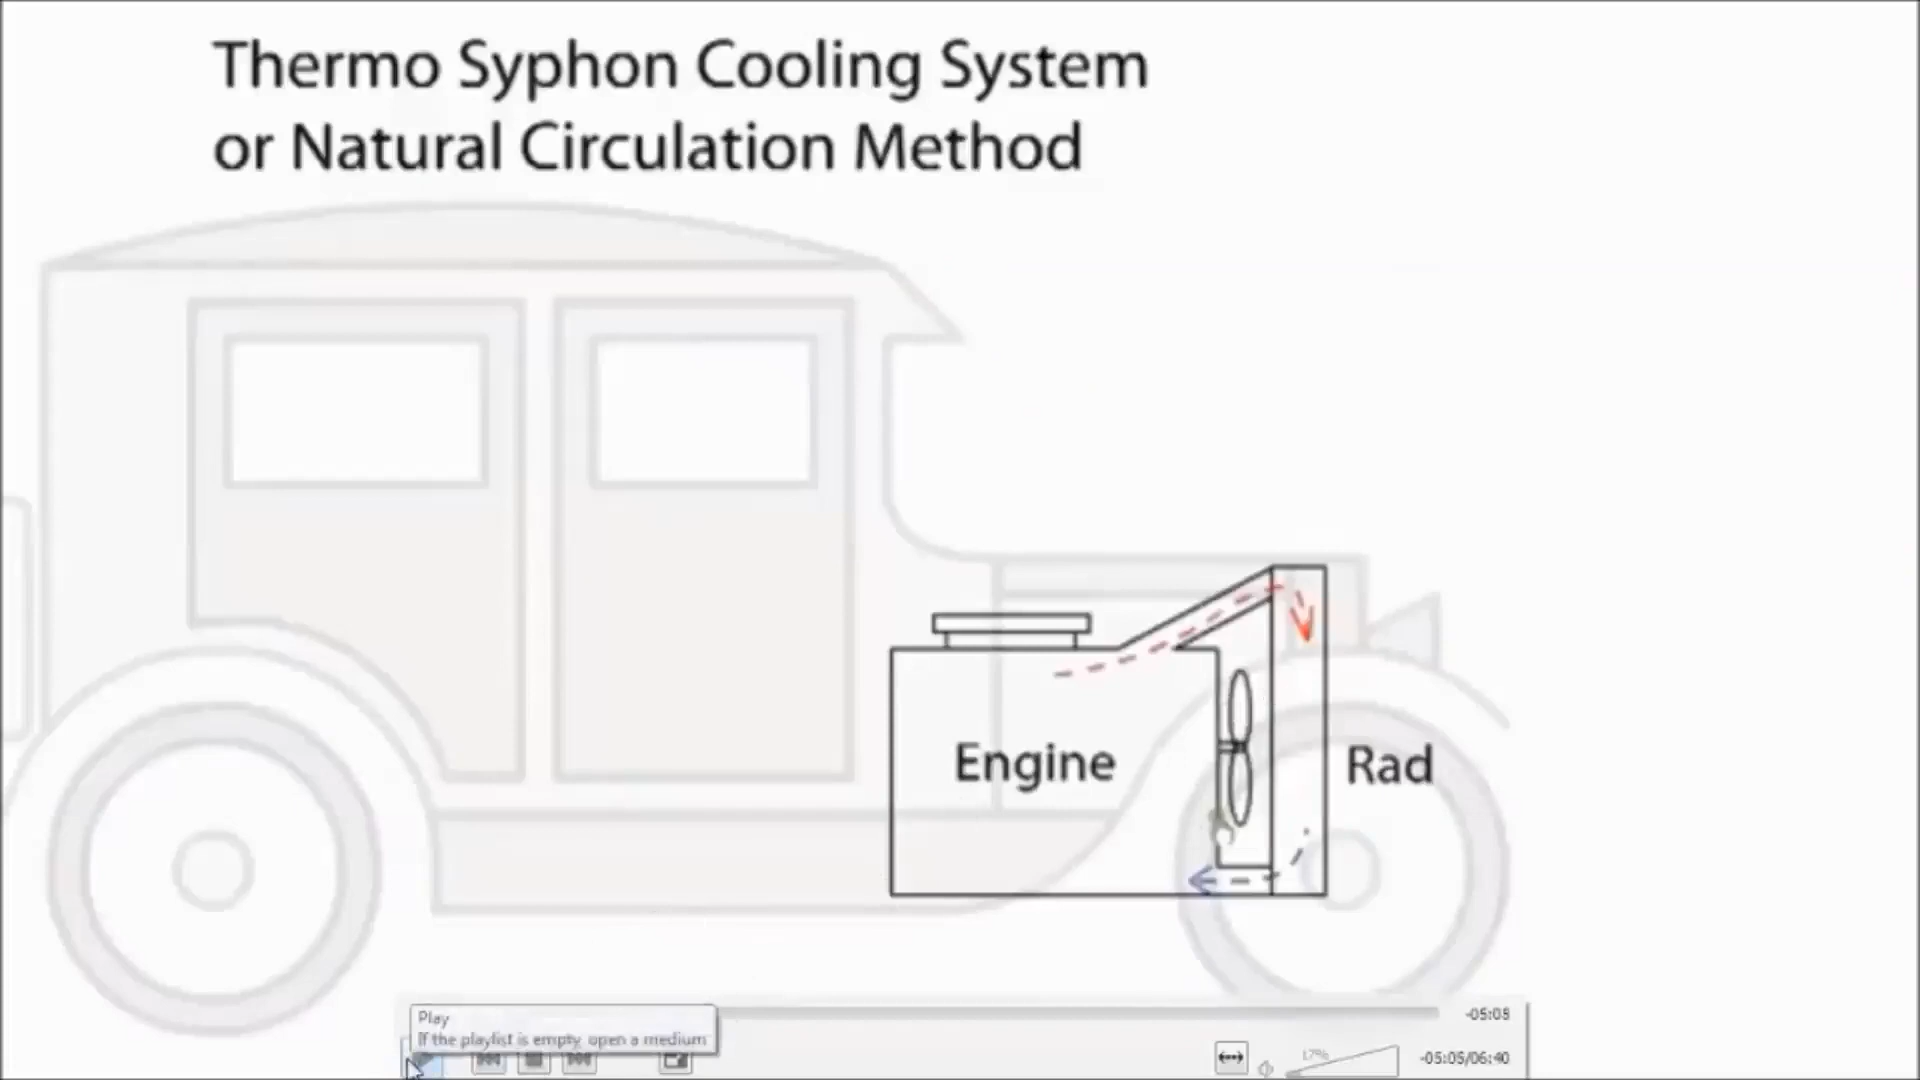 Thermo Syphon Cooling System
or Natural Circulation Method
Engine
Rad
Play
If the playlist is empty, open a medium
-05:05
17%
-05:05/06:40